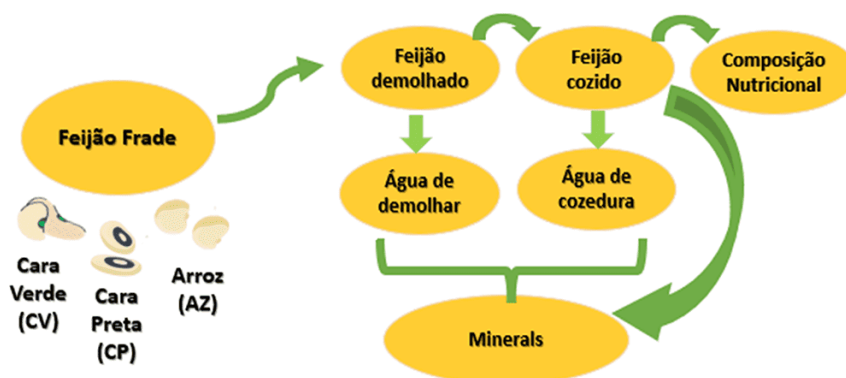 Feijão
demolhado
Feijão
cozido
Composição
Nutricional
Feijão Frade
Água de
demolhar
Água de
cozedura
Cara
Verde
(CV)
Cara
Preta
(CP)
Arroz
(AZ)
Minerals